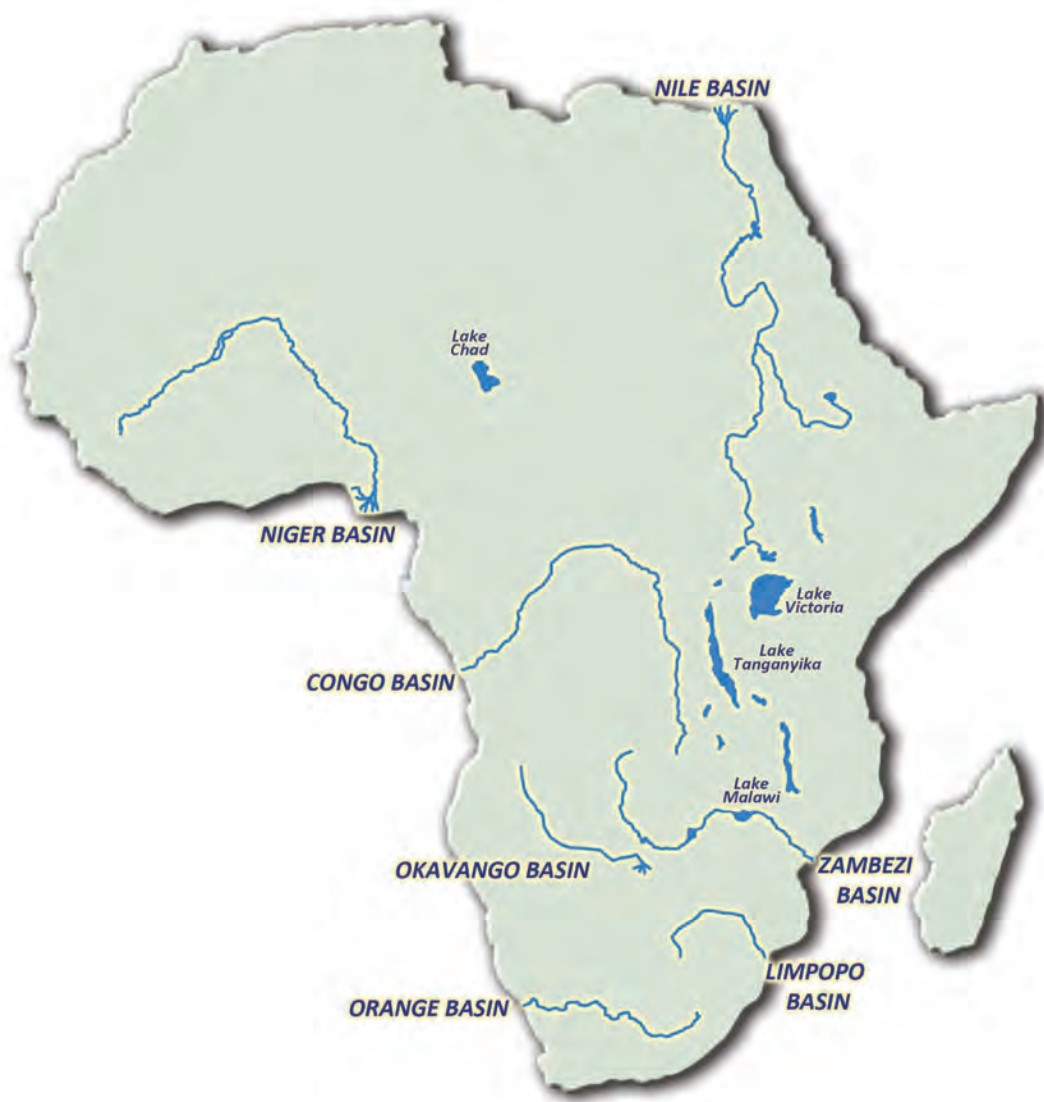 NILE BASIN
Lake
Chad
NIGER BASIN
Lake
Victoria
Lake
Tanganyika
CONGO BASIN
Lake
Malawi
OKAVANGO BASIN
ZAMBEZI
BASIN
LIMPOPO
BASIN
ORANGE BASIN